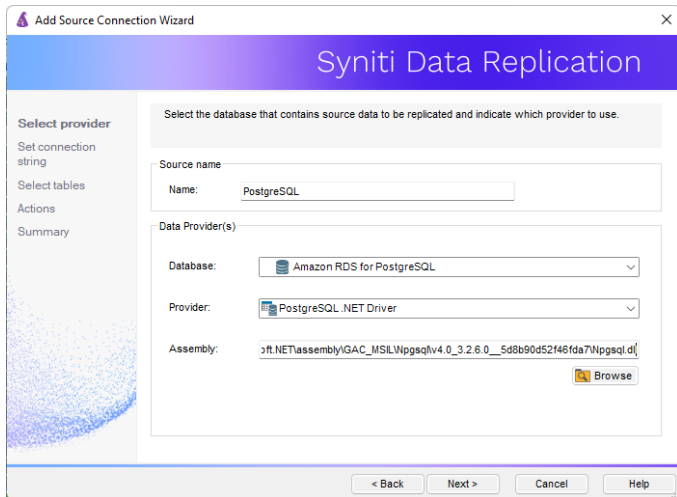 Add Source Connection Wizard
Syniti Data Replication
Select provider
Set connection
string
Select tables
Actions
Summary
Select the database that contains source data to be replicated and indicate which provider to use.
Source name
Name:
PostgreSQL
Data Provider(s)
Database:
Amazon RDS for PostgreSQL
Provider:
PostgreSQL .NET Driver
Assembly:
oft.NET\assembly\GAC_MSIL\Npgsql\v4.0_3.2.6.0__5d8b90d52f46fda7\Npgsql.dl
Browse
< Back
Next >
Cancel
Help